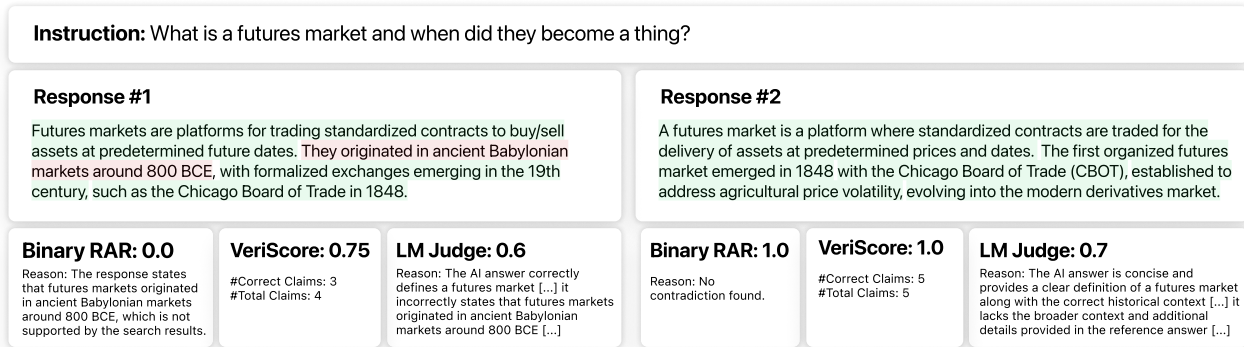 Instruction: What is a futures market and when did they become a thing?
Response #1
Futures markets are platforms for trading standardized contracts to buy/sell
assets at predetermined future dates. They originated in ancient Babylonian
markets around 800 BCE, with formalized exchanges emerging in the 19th
century, such as the Chicago Board of Trade in 1848.
Response #2
A futures market is a platform where standardized contracts are traded for the
delivery of assets at predetermined prices and dates. The first organized futures
market emerged in 1848 with the Chicago Board of Trade (CBOT), established to
address agricultural price volatility, evolving into the modern derivatives market.
Binary RAR: 0.0
Reason: The response states
that futures markets originated
in ancient Babylonian markets
around 800 BCE, which is not
supported by the search results.
VeriScore: 0.75
#Correct Claims: 3
#Total Claims: 4
LM Judge: 0.6
Reason: The AI answer correctly
defines a futures market [...] it
incorrectly states that futures markets
originated in ancient Babylonian
markets around 800 BCE [...]
Binary RAR: 1.0
Reason: No
contradiction found.
VeriScore: 1.0
#Correct Claims: 5
#Total Claims: 5
LM Judge: 0.7
Reason: The AI answer is concise and
provides a clear definition of a futures market
along with the correct historical context [...] it
lacks the broader context and additional
details provided in the reference answer [...]